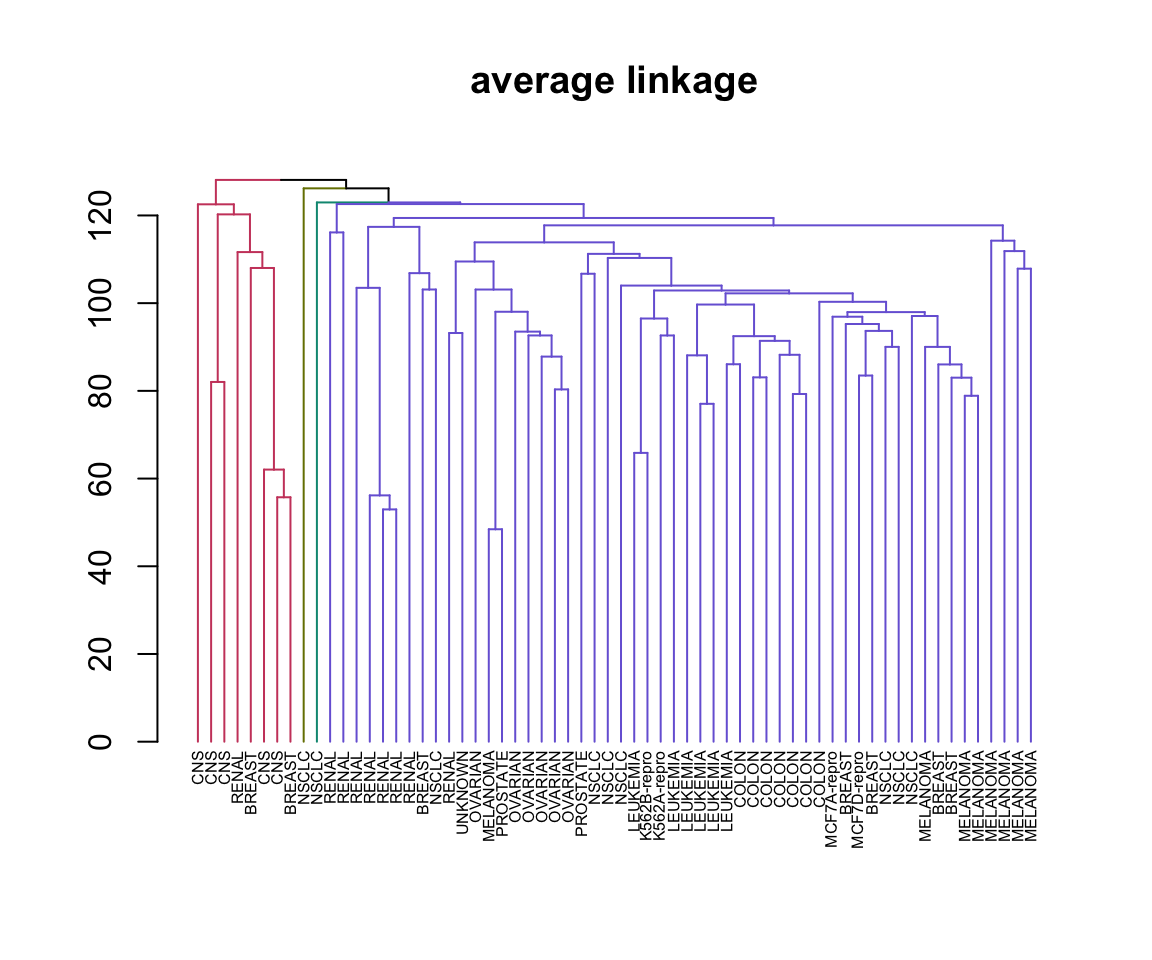 average linkage
120
100
80
60
40
20
0
CNS
CNS
CNS
RENAL
BREAST
CNS
CNS
BREAST
NSCLC
NSCLC
RENAL
RENAL
RENAL
RENAL
RENAL
RENAL
RENAL
BREAST
NSCLC
RENAL
UNKNOWN
OVARIAN
MELANOMA
PROSTATE
OVARIAN
OVARIAN
OVARIAN
OVARIAN
OVARIAN
PROSTATE
NSCLC
NSCLC
NSCLC
LEUKEMIA
K562B-repro
K562A-repro
LEUKEMIA
LEUKEMIA
LEUKEMIA
LEUKEMIA
LEUKEMIA
COLON
COLON
COLON
COLON
COLON
COLON
COLON
MCF7A-repro
BREAST
MCF7D-repro
BREAST
NSCLC
NSCLC
NSCLC
MELANOMA
BREAST
BREAST
MELANOMA
MELANOMA
MELANOMA
MELANOMA
MELANOMA
MELANOMA